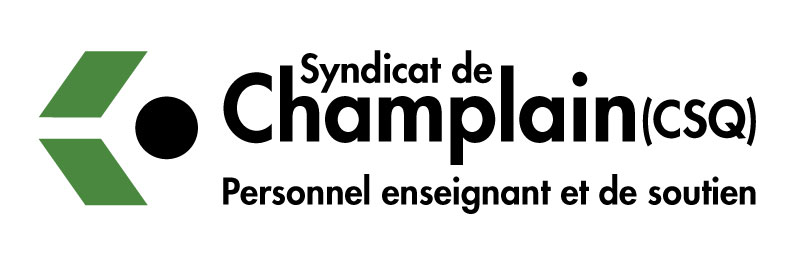 Syndicat de
Champlain (CSQ)
Personnel enseignant et de soutien